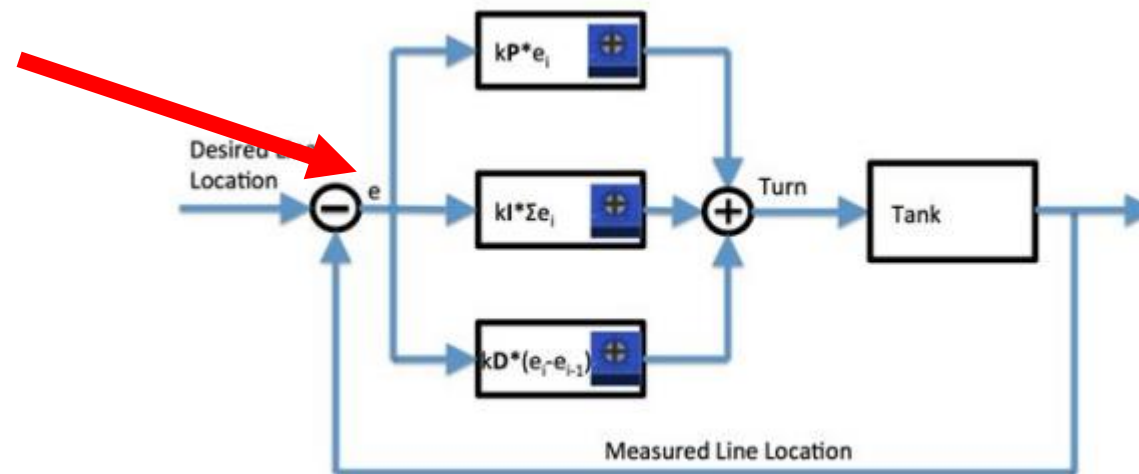 kP*eᵢ
Desired
Location
e
kI*Σeᵢ
Turn
Tank
kD*(eᵢ-eᵢ₋₁)
Measured Line Location